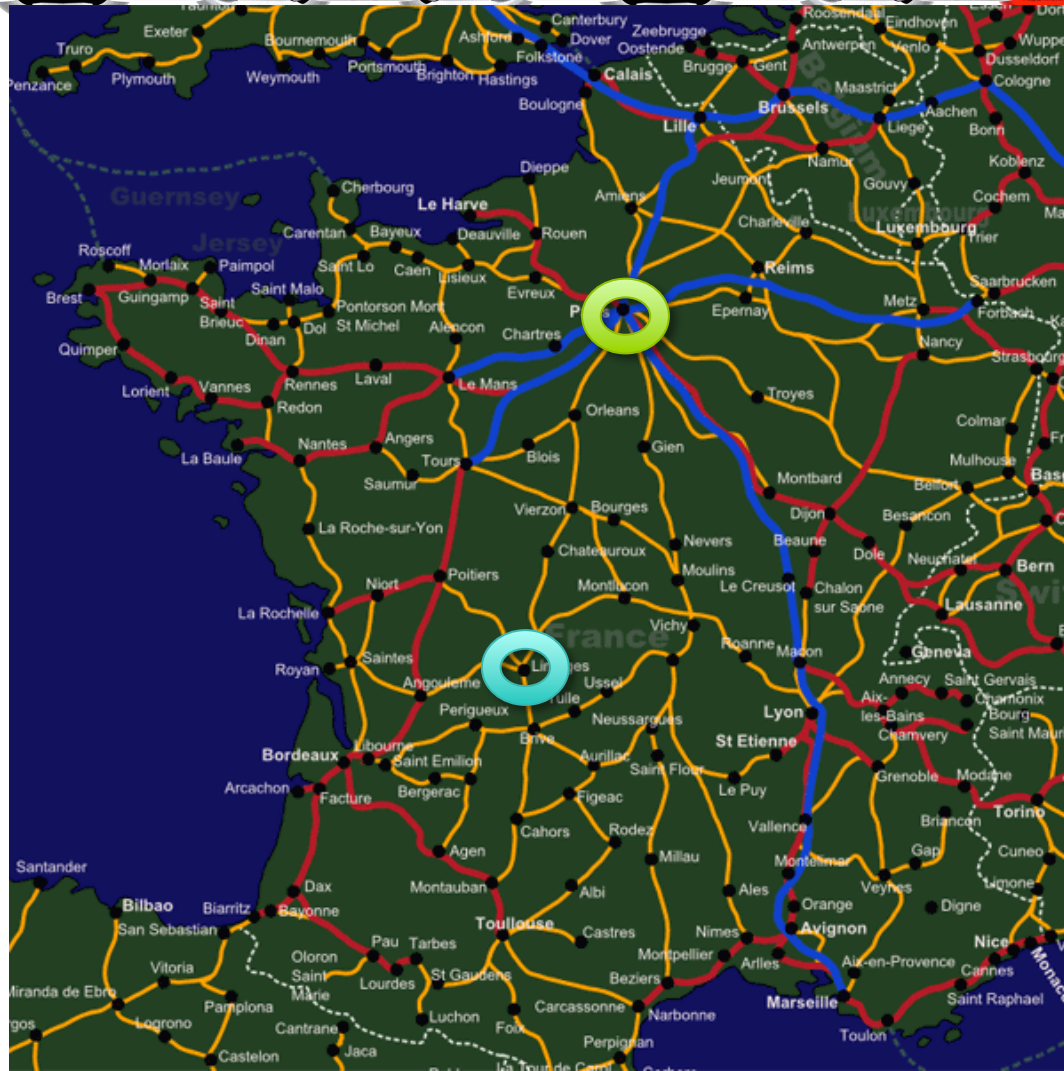 Taunton
Canterbury
Roosendaal
Exeter
Truro
Bournemouth
Ashford
Dover
Zeebrugge
Eindhoven
Folkstone
Oostende
Antwerpen
Venlo
Wuppe
Dusseldorf
Penzance
Plymouth
Weymouth
Portsmouth
Brighton
Hastings
Calais
Brugge
Gent
Cologne
Boulogne
Brussels
Maastrict
Aachen
Lille
Liege
Bonn
Belgium
Namur
Koblenz
Dieppe
Jeumont
Gouvy
Cochem
Guernsey
Cherbourg
Amiens
Le Harve
Charleville
Luxembourg
Ma
Jersey
Carentan
Bayeux
Deauville
Rouen
Luxembourg
Trier
Roscoff
Morlaix
Paimpol
Saint Lo
Caen
Lisieux
Reims
Saarbrucken
Brest
Guingamp
Saint
Brieuc
Saint Malo
Evreux
Metz
Forbach
Pontorson Mont
St Michel
Dol
Alencon
Chartres
Epernay
Dinan
Nancy
Quimper
Strasbourg
Lorient
Vannes
Rennes
Laval
Le Mans
Redon
Troyes
Orleans
Colmar
La Baule
Nantes
Angers
Gien
Tours
Blois
Mulhouse
Saumur
Montbard
Belfort
Vierzon
Bourges
Dijon
La Roche-sur-Yon
Besancon
Nevers
Beaune
Chateauroux
Dole
Neuchatel
Poitiers
Moulins
Bern
Niort
Montlucon
Le Creusot
Chalon
sur Saone
Swi
La Rochelle
Lausanne
France
Vichy
Roanne
Macon
Geneva
Royan
Saintes
Angouleme
Ussel
Annecy
Saint Gervais
Aix-
les-Bains
Chamonix
Perigueux
Neussargues
Lyon
Bourg
Saint Mauri
Brive
Chamvery
Libourne
St Etienne
Bordeaux
Saint Emilion
Aurillac
Saint Flour
Grenoble
Modane
Arcachon
Facture
Bergerac
Figeac
Le Puy
Torino
Vallence
Briancon
Cahors
Rodez
Agen
Millau
Montelimar
Gap
Cuneo
Santander
Dax
Montauban
Albi
Ales
Veynes
Limone
Bilbao
Biarritz
Bayonne
Orange
Digne
San Sebastian
Toullouse
Castres
Nimes
Avignon
Nice
Pau
Tarbes
Oloron
Saint
Marie
Montpellier
Arlles
Aix-en-Provence
Cannes
Monaco
Vitoria
Lourdes
St Gaudens
Beziers
Miranda de Ebro
Pamplona
Marseille
Saint Raphael
Luchon
Carcassonne
Narbonne
Logrono
Cantrane
Foix
Toulon
Perpignan
Castelon
Jaca